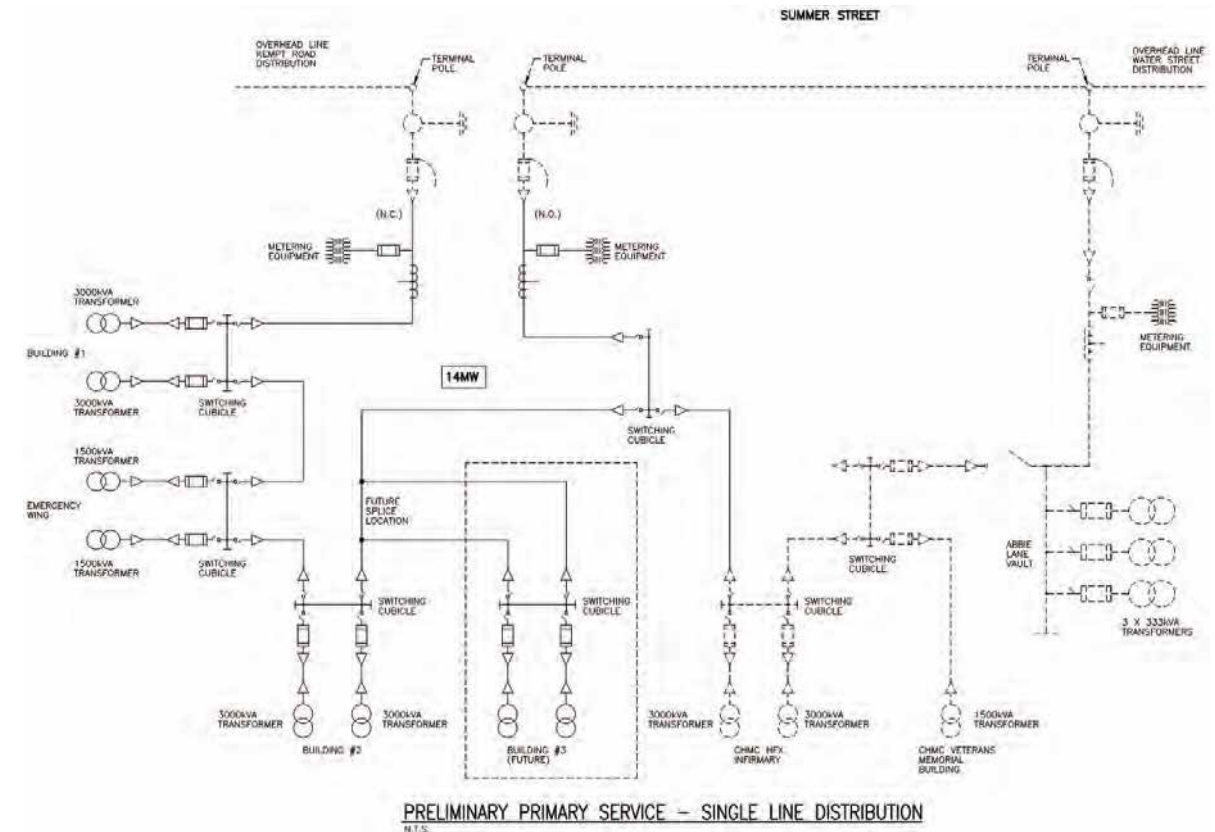 SUMMER STREET
OVERHEAD LINE
KEMPT ROAD
DISTRIBUTION
TERMINAL
POLE
TERMINAL
POLE
TERMINAL
POLE
OVERHEAD LINE
WATER STREET
DISTRIBUTION
(N.C.)
(N.O.)
METERING
EQUIPMENT
METERING
EQUIPMENT
METERING
EQUIPMENT
3000kVA
TRANSFORMER
BUILDING #1
3000kVA
TRANSFORMER
SWITCHING
CUBICLE
14MW
SWITCHING
CUBICLE
1500kVA
TRANSFORMER
EMERGENCY
WING
1500kVA
TRANSFORMER
SWITCHING
CUBICLE
FUTURE
SPLICE
LOCATION
SWITCHING
CUBICLE
ABBIE
LANE
VAULT
3 X 333kVA
TRANSFORMERS
SWITCHING
CUBICLE
SWITCHING
CUBICLE
SWITCHING
CUBICLE
3000kVA
TRANSFORMER
3000kVA
TRANSFORMER
BUILDING #2
BUILDING #3
(FUTURE)
3000kVA
TRANSFORMER
3000kVA
TRANSFORMER
CHMC HFX
INFIRMARY
1500kVA
TRANSFORMER
CHMC VETERANS
MEMORIAL
BUILDING
PRELIMINARY PRIMARY SERVICE – SINGLE LINE DISTRIBUTION
N.T.S.